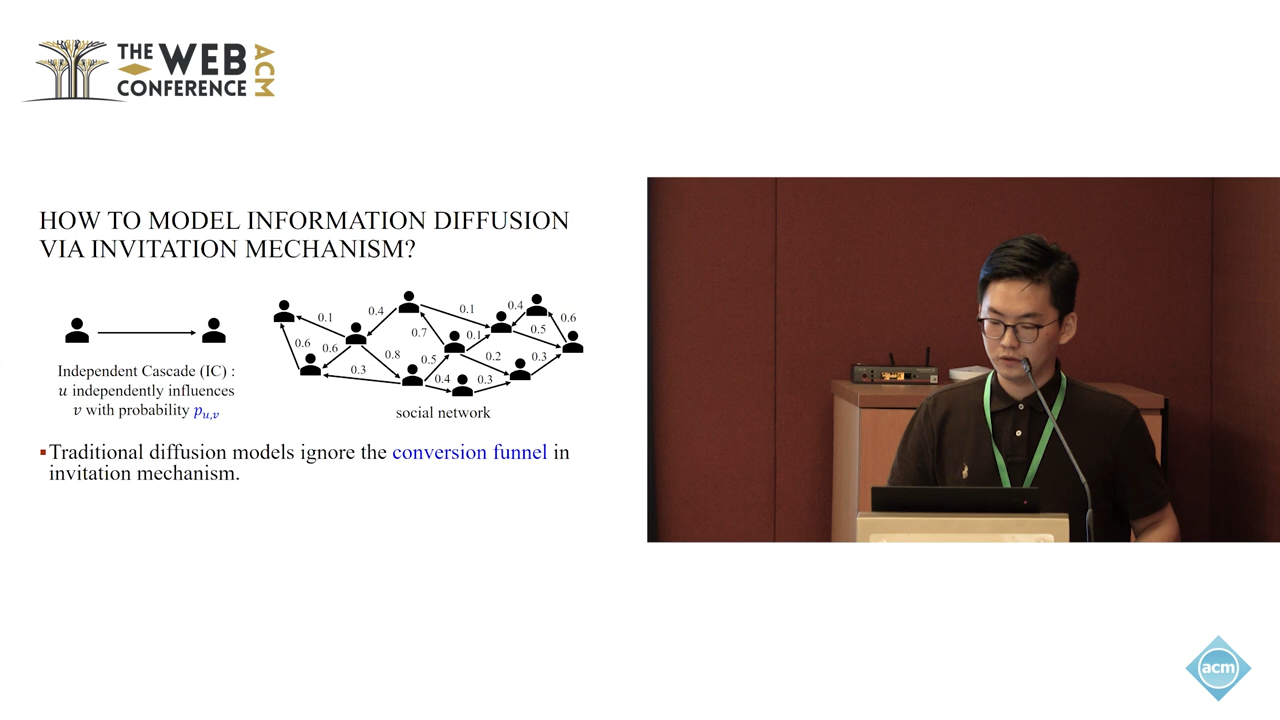 THE WEB
CONFERENCE
ACM
HOW TO MODEL INFORMATION DIFFUSION
VIA INVITATION MECHANISM?
Independent Cascade (IC) :
u independently influences
v with probability p_{u,v}
0.1
0.6
0.6
0.4
0.8
0.3
0.7
0.5
0.4
0.1
0.1
0.2
0.3
0.4
0.5
0.6
0.3
social network
▪Traditional diffusion models ignore the conversion funnel in
invitation mechanism.
acm